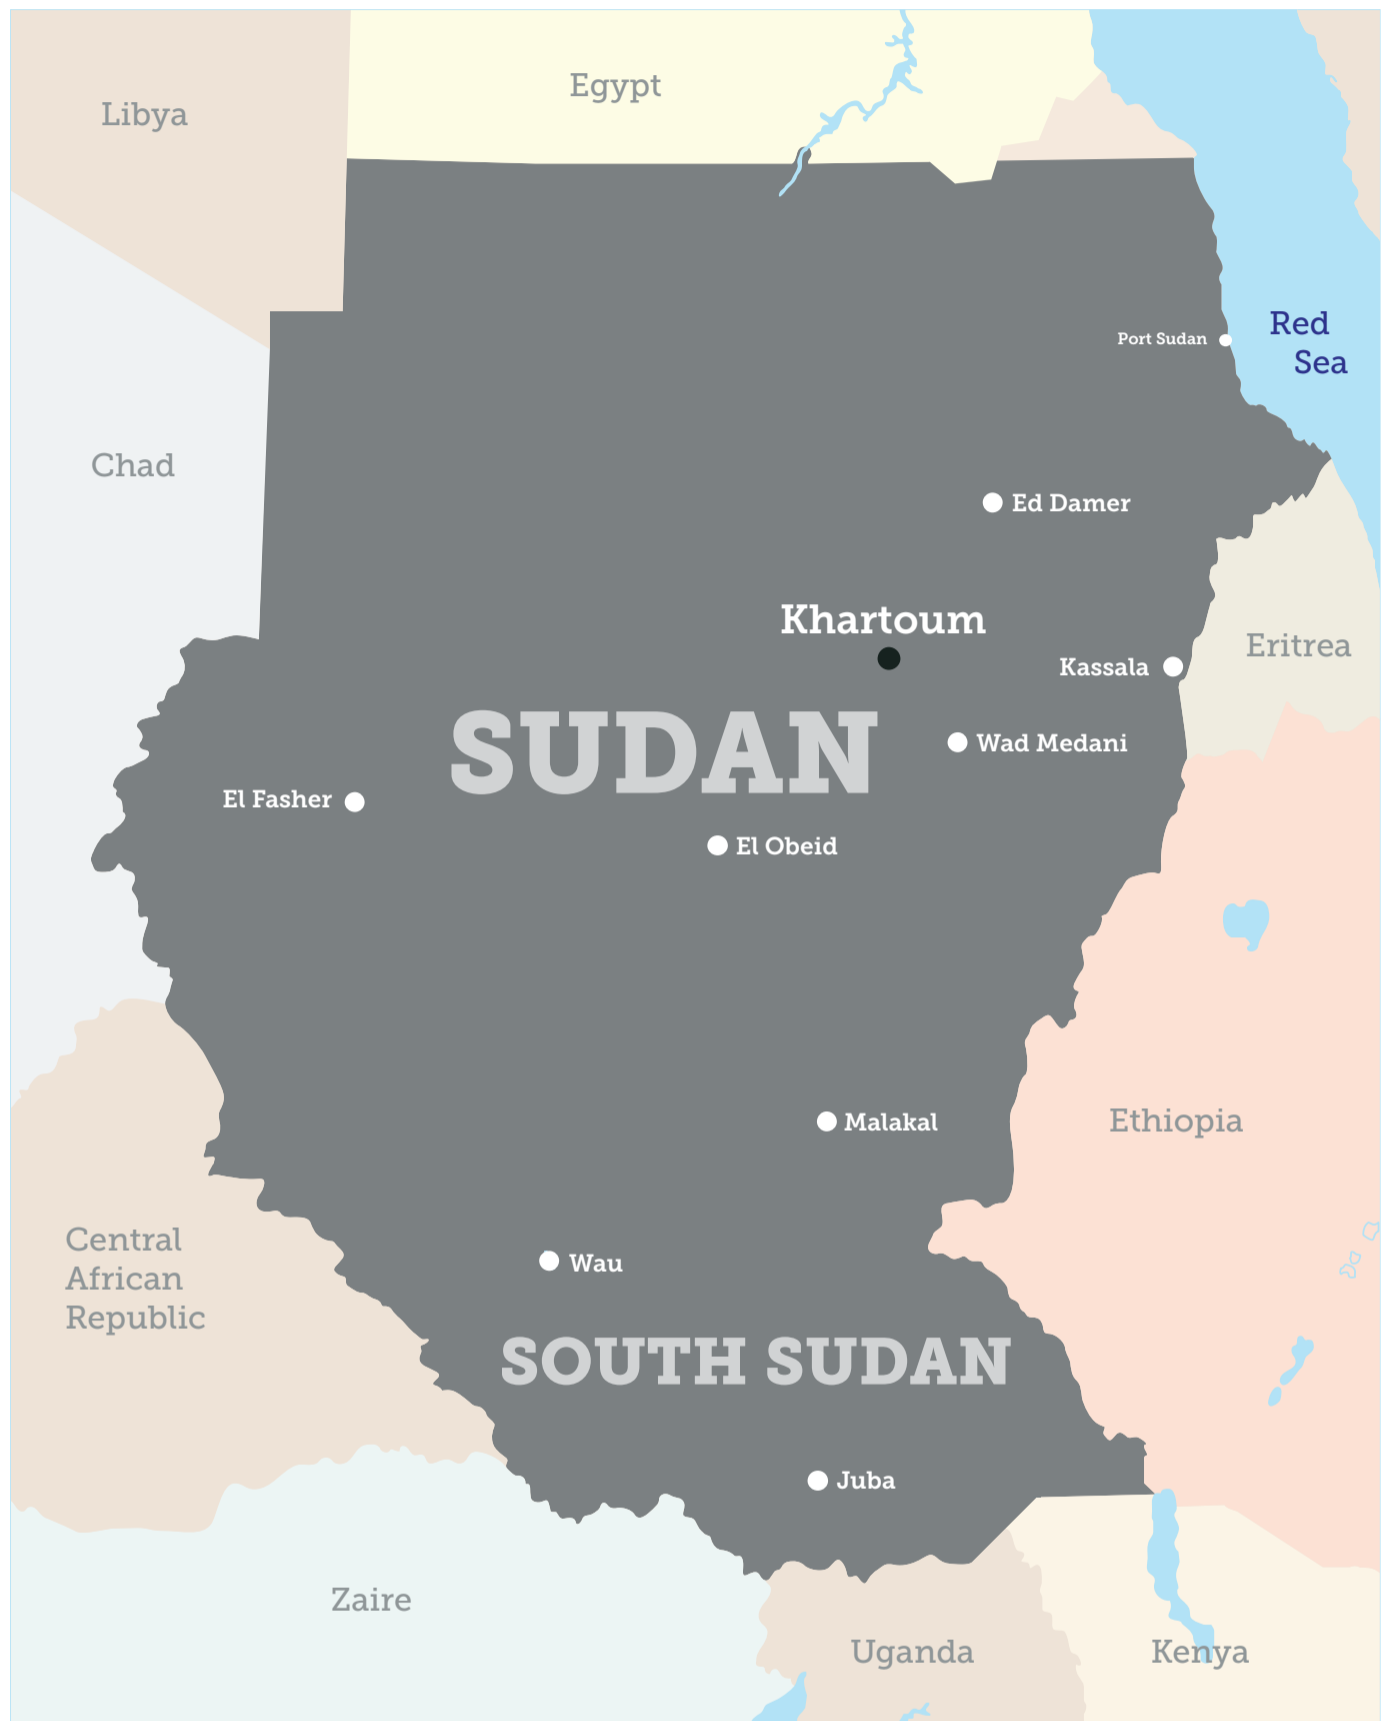 Egypt
Libya
Red
Sea
Port Sudan
Chad
Ed Damer
Khartoum
Eritrea
Kassala
SUDAN
Wad Medani
El Fasher
El Obeid
Malakal
Ethiopia
Central
African
Republic
Wau
SOUTH SUDAN
Juba
Zaire
Uganda
Kenya